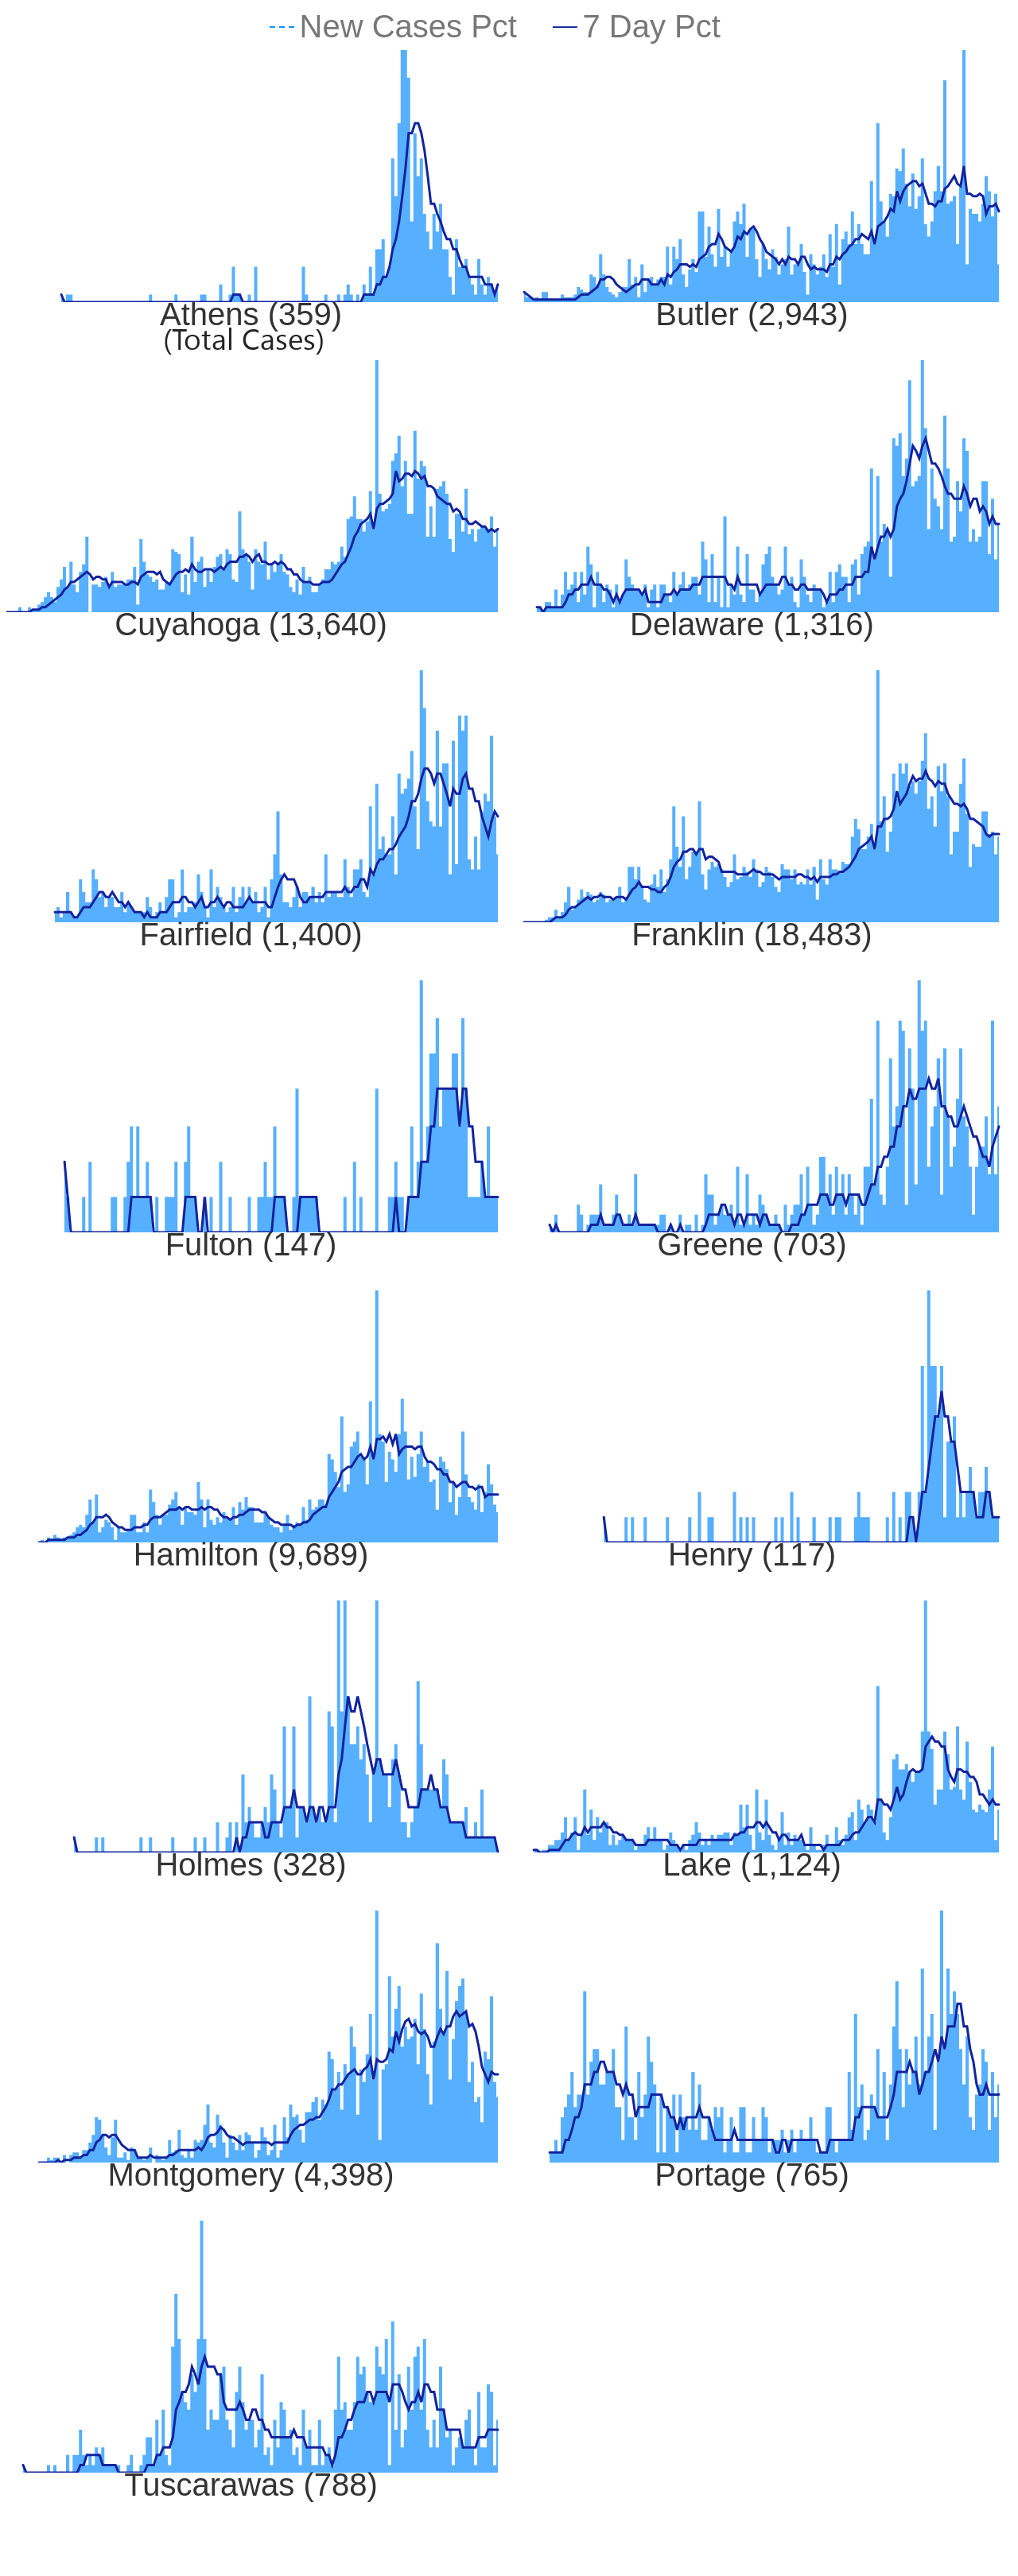 New Cases Pct 7 Day Pct
Athens (359) Butler (2,943)
(Total Cases)
Cuyahoga (13,640) Delaware (1,316)
Fairfield (1,400) Franklin (18,483)
Fulton (147) Greene (703)
Hamilton (9,689) Henry (117)
Holmes (328) Lake (1,124)
Montgomery (4,398) Portage (765)
Tuscarawas (788)